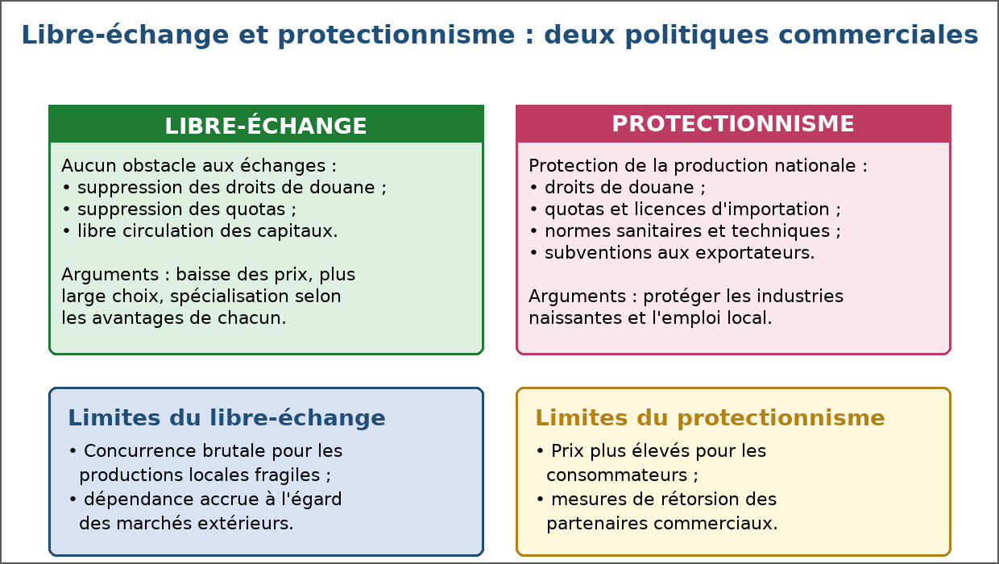 Libre-échange et protectionnisme : deux politiques commerciales
LIBRE-ÉCHANGE
Aucun obstacle aux échanges :
• suppression des droits de douane ;
• suppression des quotas ;
• libre circulation des capitaux.
Arguments : baisse des prix, plus
large choix, spécialisation selon
les avantages de chacun.
PROTECTIONNISME
Protection de la production nationale :
• droits de douane ;
• quotas et licences d'importation ;
• normes sanitaires et techniques ;
• subventions aux exportateurs.
Arguments : protéger les industries
naissantes et l'emploi local.
Limites du libre-échange
• Concurrence brutale pour les
productions locales fragiles ;
• dépendance accrue à l'égard
des marchés extérieurs.
Limites du protectionnisme
• Prix plus élevés pour les
consommateurs ;
• mesures de rétorsion des
partenaires commerciaux.